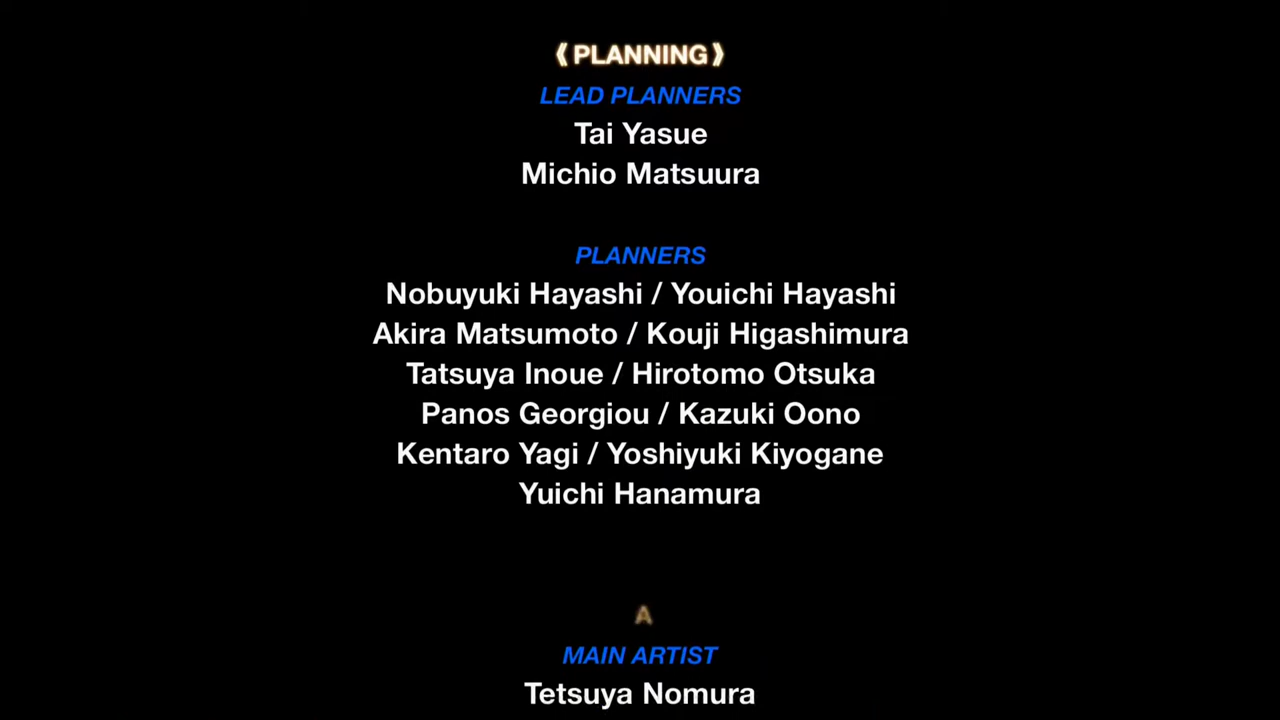 《PLANNING》
LEAD PLANNERS
Tai Yasue
Michio Matsuura
PLANNERS
Nobuyuki Hayashi / Youichi Hayashi
Akira Matsumoto / Kouji Higashimura
Tatsuya Inoue / Hirotomo Otsuka
Panos Georgiou / Kazuki Oono
Kentaro Yagi / Yoshiyuki Kiyogane
Yuichi Hanamura
A
MAIN ARTIST
Tetsuya Nomura